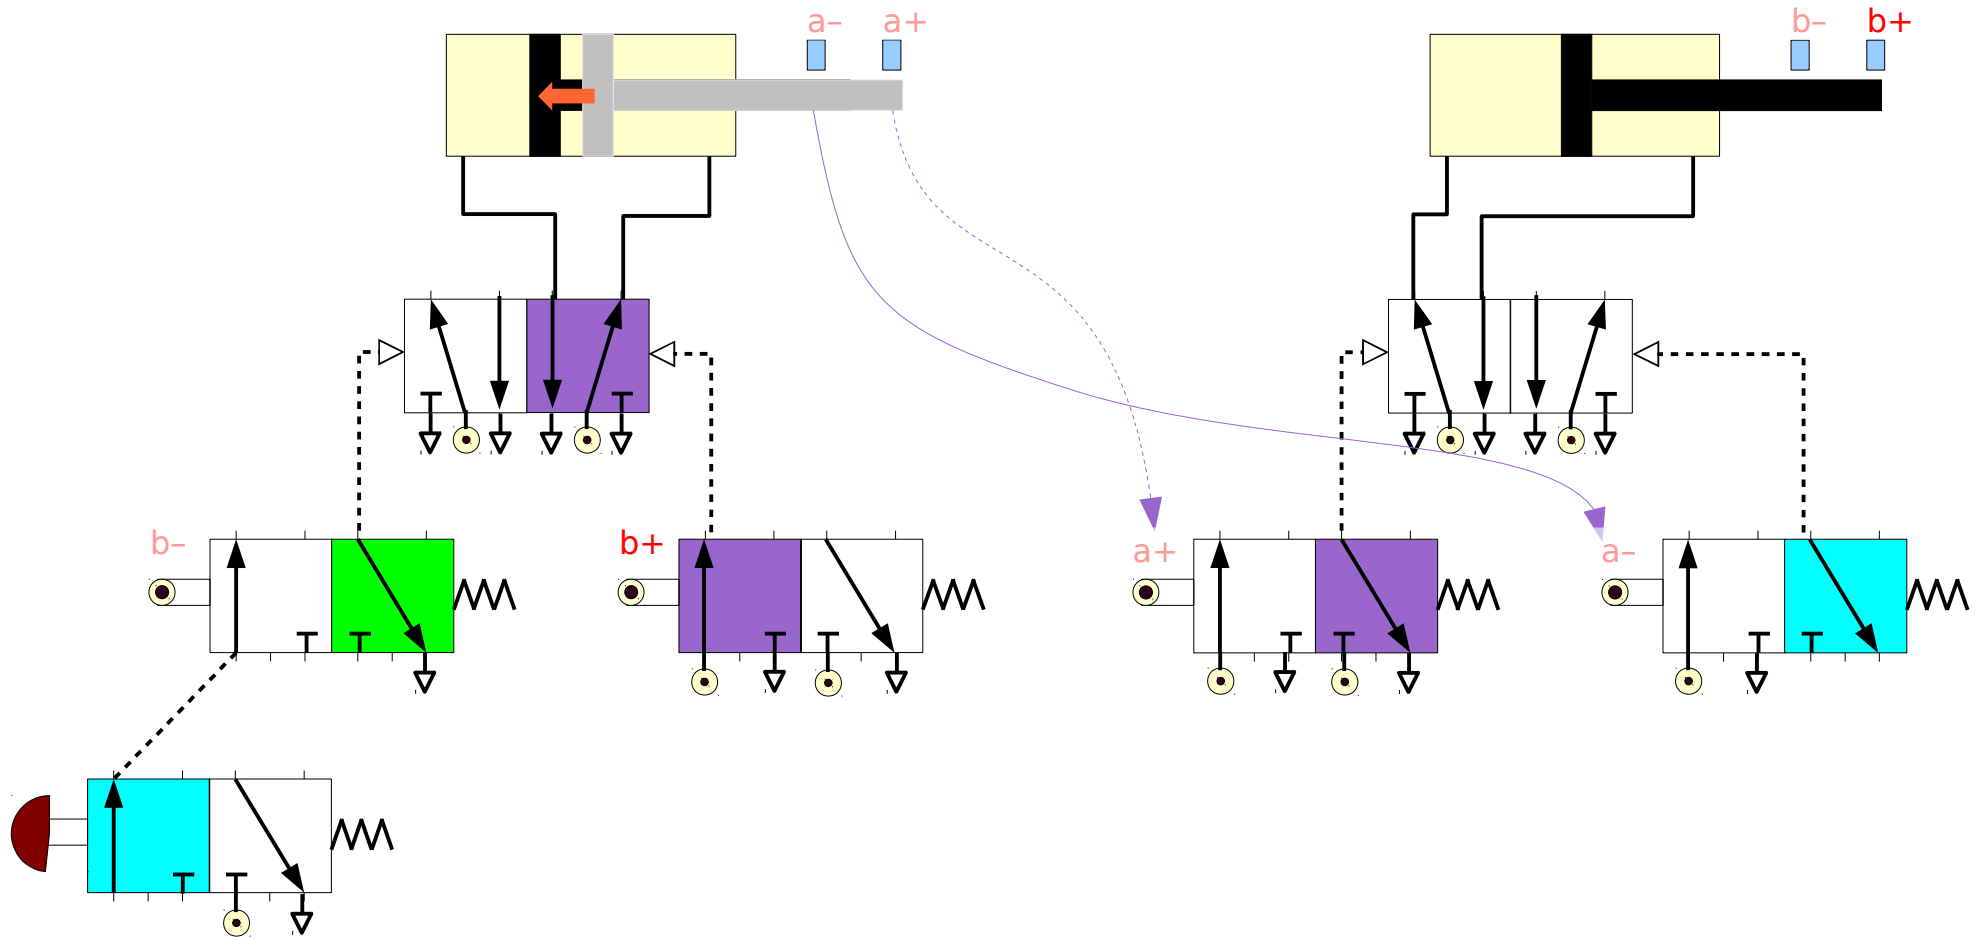 a– a+
b– b+
b–
b+
a+
a–